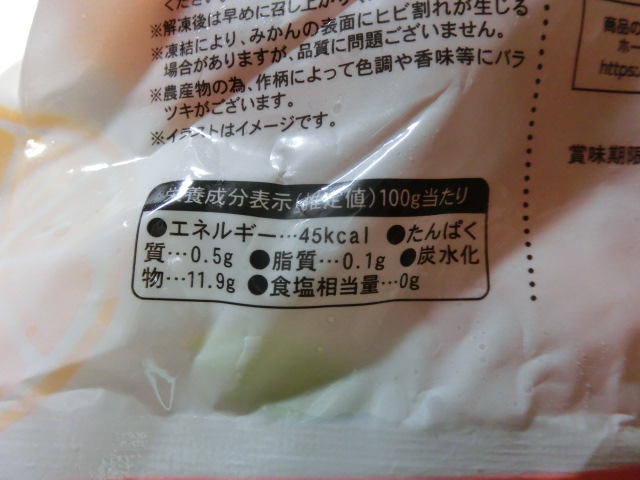 ※解凍後は早めに召し上が
※凍結により、みかんの表面にヒビ割れが生じる
場合がありますが、品質に問題ございません。
※農産物の為、作柄によって色調や香味等にバラ
ツキがございます。
※イラストはイメージです。
商品の
ホー
https:
賞味期限
栄養成分表示(推定値)100g当たり
●エネルギー…45kcal ●たんぱく
質…0.5g ●脂質…0.1g ●炭水化
物…11.9g ●食塩相当量…0g